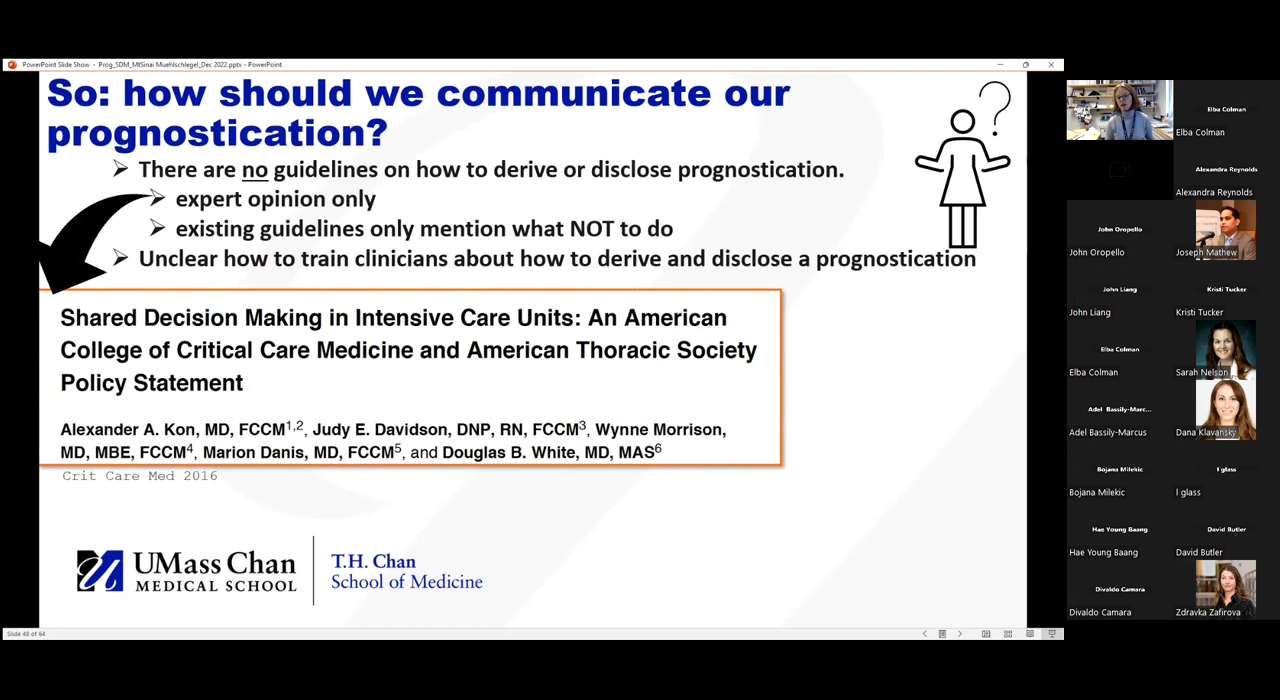 PowerPoint Slide Show - Prog_SDM_MtSinai Muehlschlegel_Dec 2022.pptx - PowerPoint
So: how should we communicate our
prognostication?
There are no guidelines on how to derive or disclose prognostication.
expert opinion only
existing guidelines only mention what NOT to do
Unclear how to train clinicians about how to derive and disclose a prognostication
Shared Decision Making in Intensive Care Units: An American
College of Critical Care Medicine and American Thoracic Society
Policy Statement
Alexander A. Kon, MD, FCCM1,2, Judy E. Davidson, DNP, RN, FCCM3, Wynne Morrison,
MD, MBE, FCCM4, Marion Danis, MD, FCCM5, and Douglas B. White, MD, MAS6
Crit Care Med 2016
UMass Chan
MEDICAL SCHOOL
T.H. Chan
School of Medicine
Slide 48 of 64
Elba Colman
Elba Colman
Alexandra Reynolds
Alexandra Reynolds
John Oropello
John Oropello
Joseph Mathew
John Liang
John Liang
Kristi Tucker
Kristi Tucker
Elba Colman
Elba Colman
Sarah Nelson
Adel Bassily-Marc...
Adel Bassily-Marcus
Dana Klavansky
Bojana Milekic
Bojana Milekic
l glass
l glass
Hae Young Baang
Hae Young Baang
David Butler
David Butler
Divaldo Camara
Divaldo Camara
Zdravka Zafirova